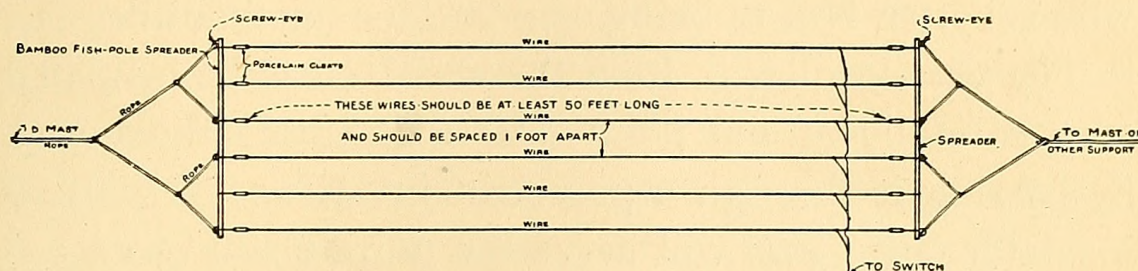 SCREW-EYE
SCREW-EYE
BAMBOO FISH-POLE SPREADER
WIRE
PORCELAIN CLEATS
WIRE
ROPE
THESE WIRES SHOULD BE AT LEAST 50 FEET LONG
WIRE
TO MAST
ROPE
AND SHOULD BE SPACED 1 FOOT APART
SPREADER
TO MAST OR
OTHER SUPPORT
WIRE
ROPE
WIRE
WIRE
TO SWITCH